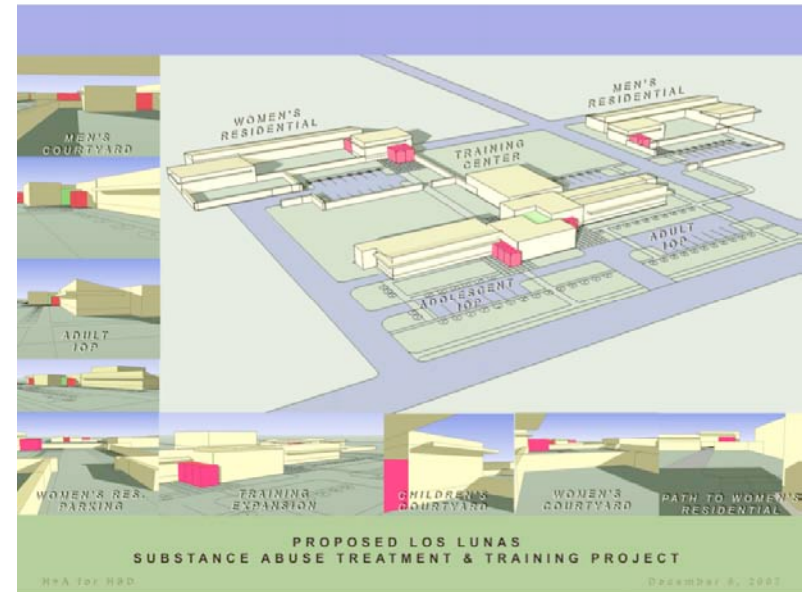 MEN'S
COURTYARD
WOMEN'S
RESIDENTIAL
MEN'S
RESIDENTIAL
TRAINING
CENTER
ADULT
IOP
ADOLESCENT
IOP
ADULT
IOP
WOMEN'S RES.
PARKING
TRAINING
EXPANSION
CHILDREN'S
COURTYARD
WOMEN'S
COURTYARD
PATH TO WOMEN'S
RESIDENTIAL
PROPOSED LOS LUNAS
SUBSTANCE ABUSE TREATMENT & TRAINING PROJECT
for
December 2007